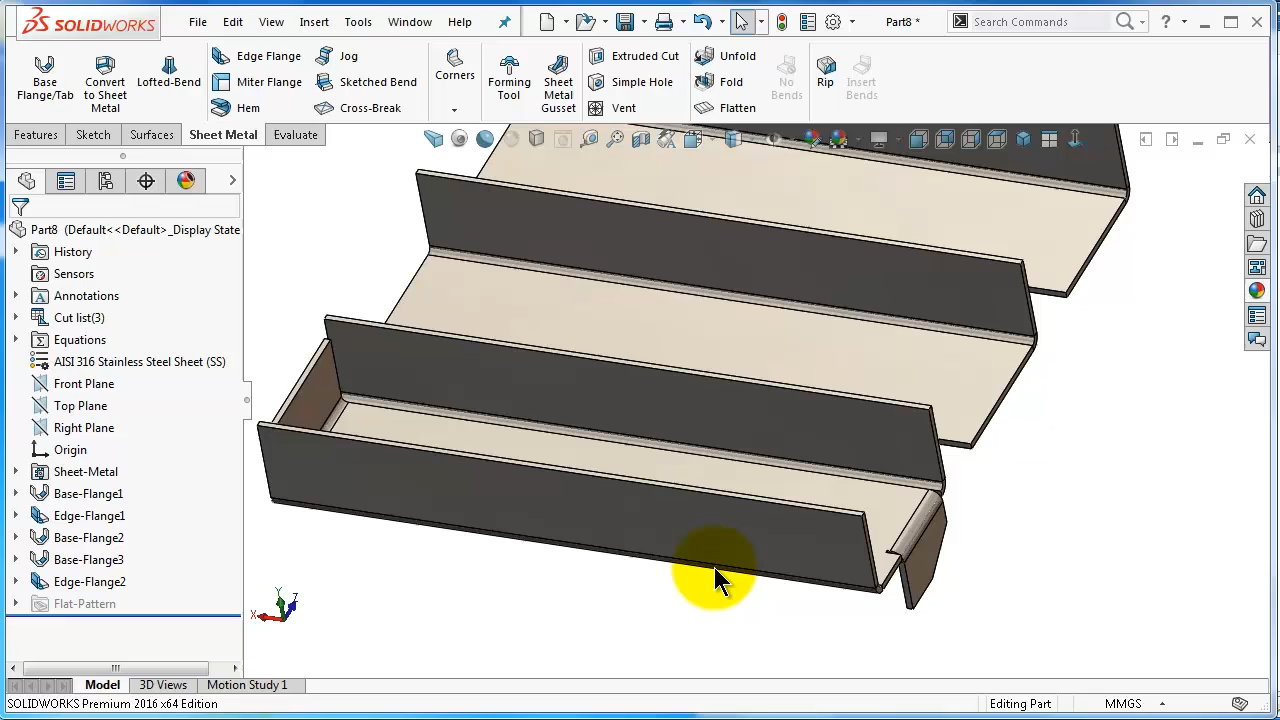 SOLIDWORKS File Edit View Insert Tools Window Help Part8 * Search Commands ?
Base Flange/Tab
Convert to Sheet Metal
Lofted-Bend
Edge Flange
Miter Flange
Hem
Jog
Sketched Bend
Cross-Break
Corners
Forming Tool
Sheet Metal Gusset
Extruded Cut
Simple Hole
Vent
Unfold
Fold
Flatten
No Bends
Rip
Insert Bends
Features Sketch Surfaces Sheet Metal Evaluate
Part8 (Default<<Default>_Display State
History
Sensors
Annotations
Cut list(3)
Equations
AISI 316 Stainless Steel Sheet (SS)
Front Plane
Top Plane
Right Plane
Origin
Sheet-Metal
Base-Flange1
Edge-Flange1
Base-Flange2
Base-Flange3
Edge-Flange2
Flat-Pattern
Y
Z
X
Model 3D Views Motion Study 1
SOLIDWORKS Premium 2016 x64 Edition Editing Part MMGS